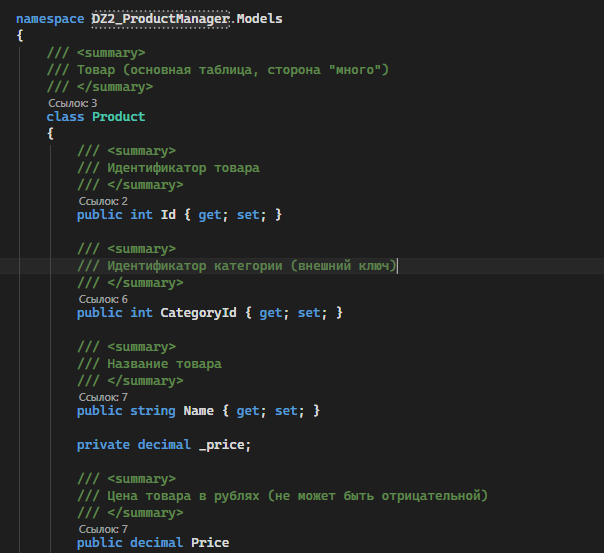 namespace DZ2_ProductManager.Models
{
/// <summary>
/// Товар (основная таблица, сторона "много")
/// </summary>
Ссылок: 3
class Product
{
/// <summary>
/// Идентификатор товара
/// </summary>
Ссылок: 2
public int Id { get; set; }
/// <summary>
/// Идентификатор категории (внешний ключ)
/// </summary>
Ссылок: 6
public int CategoryId { get; set; }
/// <summary>
/// Название товара
/// </summary>
Ссылок: 7
public string Name { get; set; }
private decimal _price;
/// <summary>
/// Цена товара в рублях (не может быть отрицательной)
/// </summary>
Ссылок: 7
public decimal Price